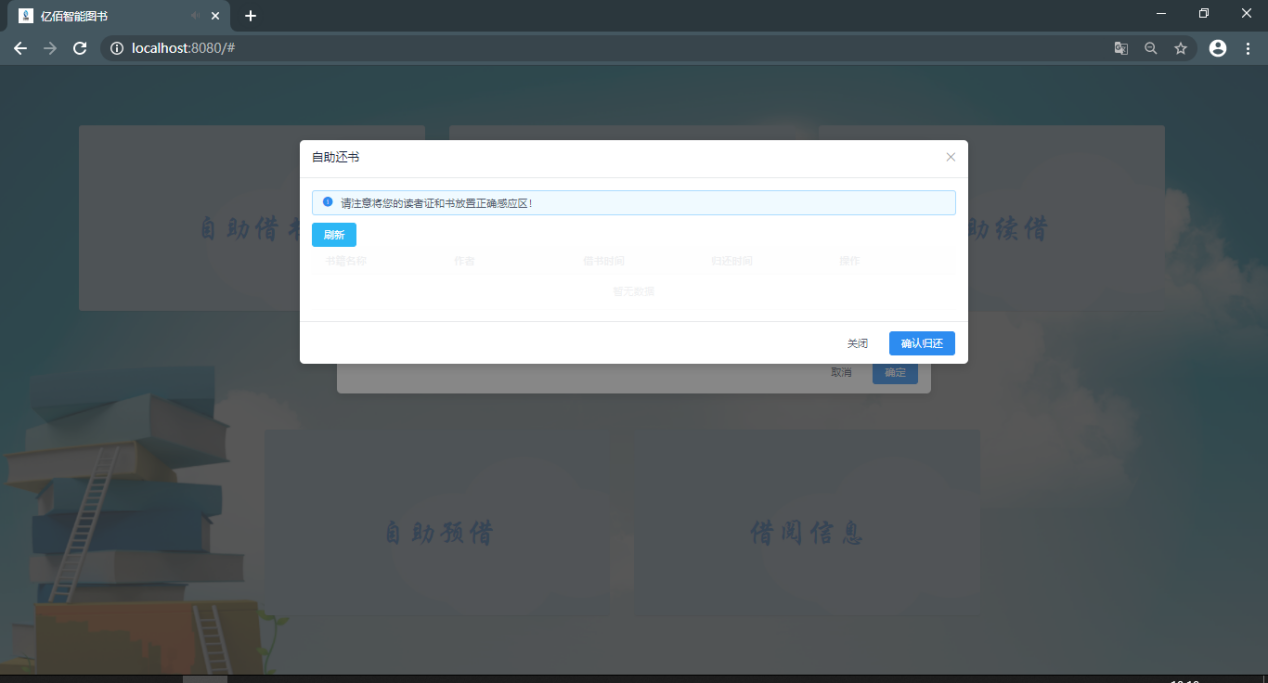 亿佰智能图书
localhost:8080/#
自助还书
请注意将您的读者证和书放置正确感应区!
自助借
助续借
刷新
书籍名称 作者 借书时间 归还时间 操作
暂无数据
关闭 确认归还
取消 确定
自助预借 借阅信息